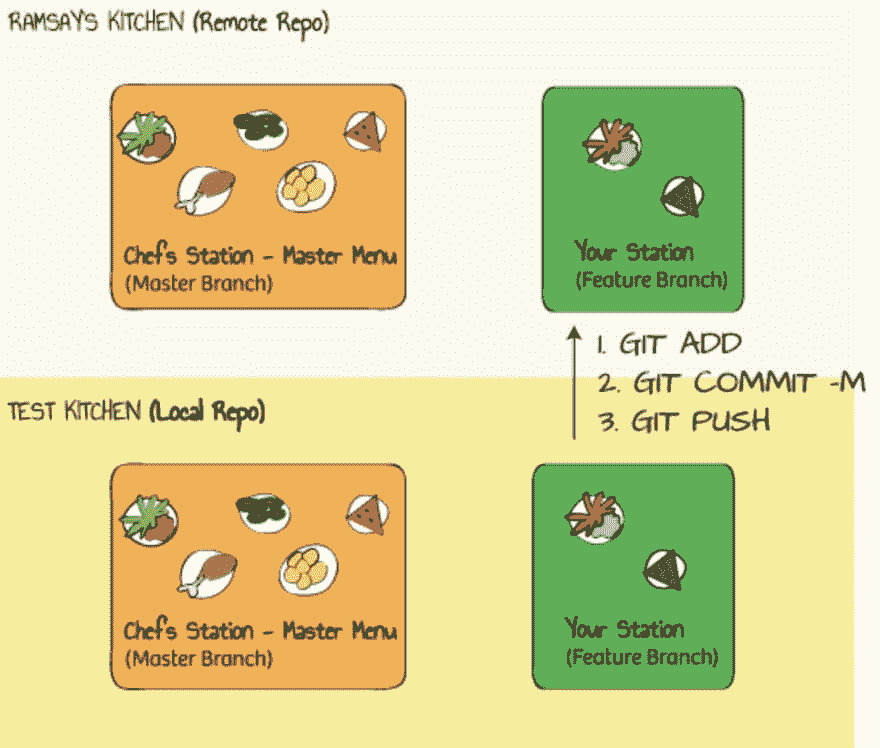 RAMSAY'S KITCHEN (Remote Repo)
Chef's Station - Master Menu
(Master Branch)
Your Station
(Feature Branch)
1. GIT ADD
2. GIT COMMIT -M
3. GIT PUSH
TEST KITCHEN (Local Repo)
Chef's Station - Master Menu
(Master Branch)
Your Station
(Feature Branch)